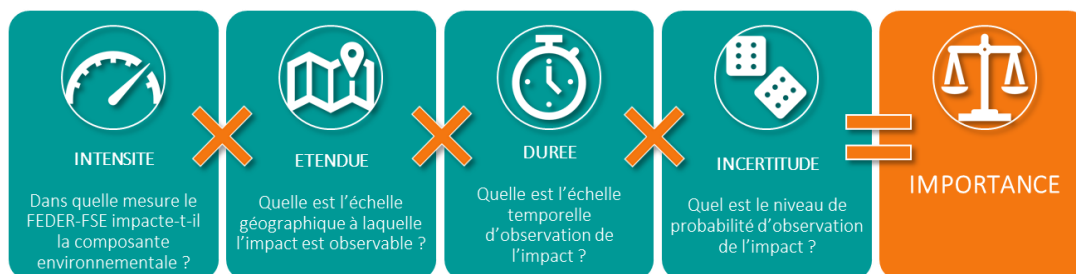 INTENSITE
Dans quelle mesure le
FEDER-FSE impacte-t-il
la composante
environnementale ?
ETENDUE
Quelle est l'échelle
géographique à laquelle
l'impact est observable ?
DUREE
Quelle est l'échelle
temporelle
d'observation de
l'impact ?
INCERTITUDE
Quel est le niveau de
probabilité d'observation
de l'impact ?
IMPORTANCE